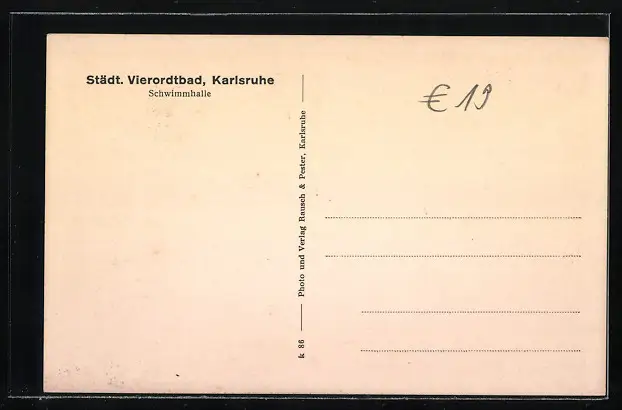 Städt. Vierordtbad, Karlsruhe
Schwimmhalle
k 86 — Photo und Verlag Rausch & Pester, Karlsruhe —
€ 19